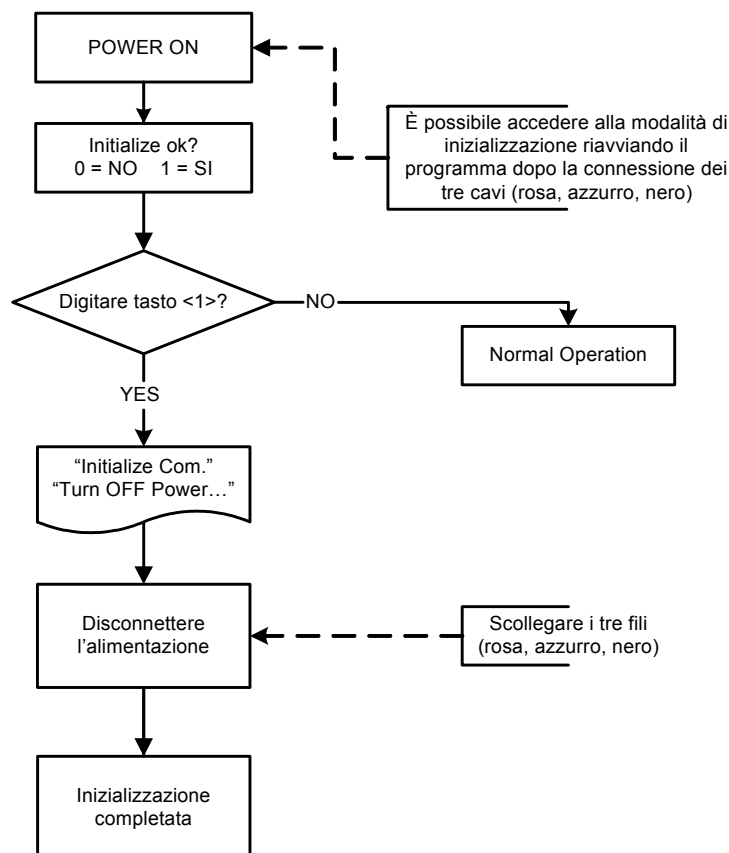 POWER ON
È possibile accedere alla modalità di
inizializzazione riavviando il
programma dopo la connessione dei
tre cavi (rosa, azzurro, nero)
Initialize ok?
0 = NO 1 = SI
Digitare tasto <1>?
NO
Normal Operation
YES
“Initialize Com.”
“Turn OFF Power…”
Disconnettere
l’alimentazione
Scollegare i tre fili
(rosa, azzurro, nero)
Inizializzazione
completata